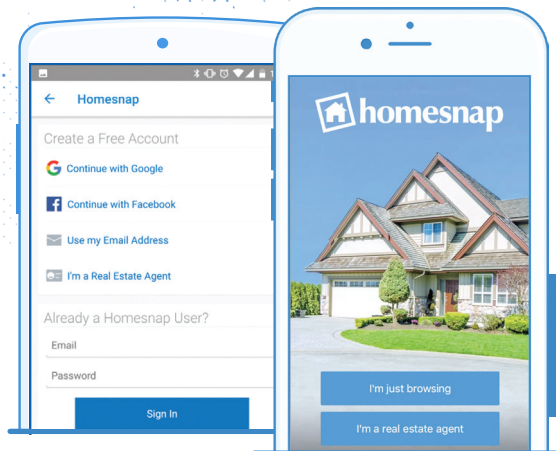 Homesnap
Create a Free Account
Continue with Google
Continue with Facebook
Use my Email Address
I'm a Real Estate Agent
Already a Homesnap User?
Email
Password
Sign In
homesnap
I'm just browsing
I'm a real estate agent